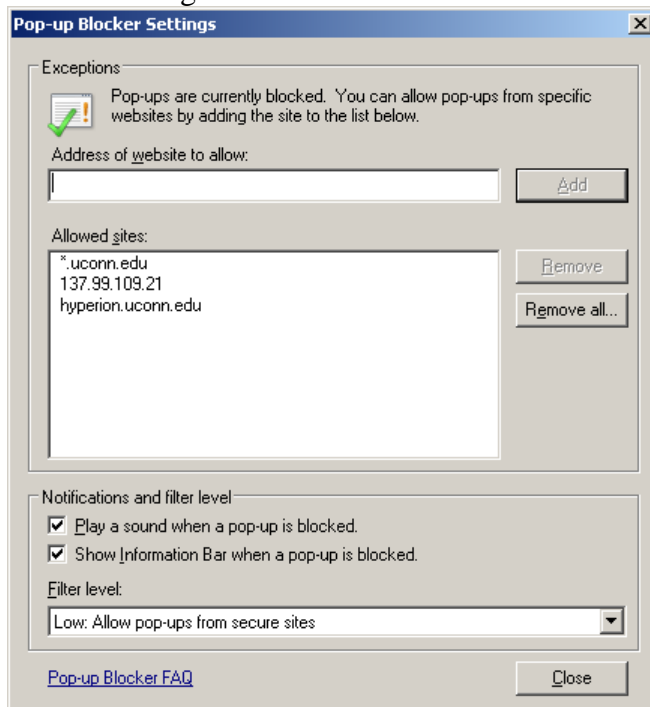 Pop-up Blocker Settings
Exceptions
Pop-ups are currently blocked. You can allow pop-ups from specific
websites by adding the site to the list below.
Address of website to allow:
Add
Allowed sites:
*.uconn.edu
137.99.109.21
hyperion.uconn.edu
Remove
Remove all...
Notifications and filter level
Play a sound when a pop-up is blocked.
Show Information Bar when a pop-up is blocked.
Filter level:
Low: Allow pop-ups from secure sites
Pop-up Blocker FAQ
Close